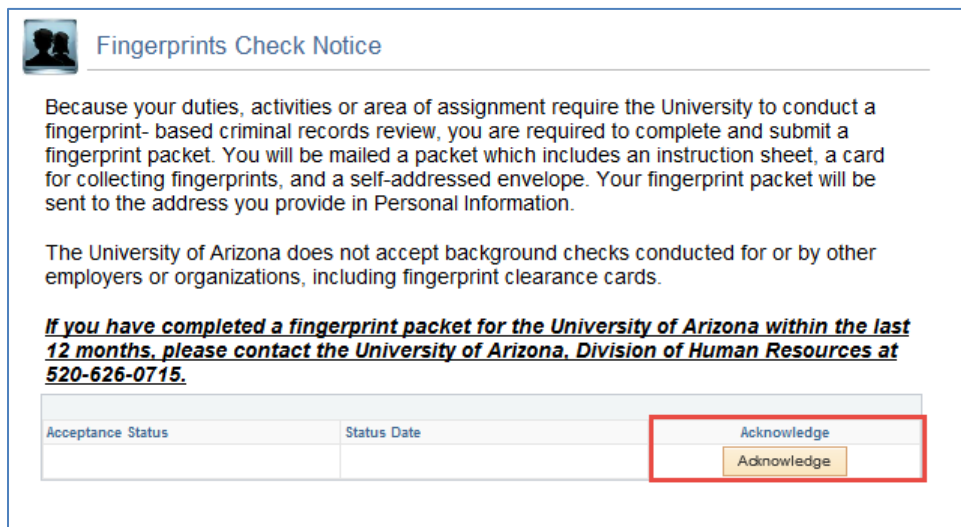 Fingerprints Check Notice
Because your duties, activities or area of assignment require the University to conduct a
fingerprint- based criminal records review, you are required to complete and submit a
fingerprint packet. You will be mailed a packet which includes an instruction sheet, a card
for collecting fingerprints, and a self-addressed envelope. Your fingerprint packet will be
sent to the address you provide in Personal Information.
The University of Arizona does not accept background checks conducted for or by other
employers or organizations, including fingerprint clearance cards.
If you have completed a fingerprint packet for the University of Arizona within the last
12 months, please contact the University of Arizona, Division of Human Resources at
520-626-0715.
Acceptance Status Status Date Acknowledge
Acknowledge